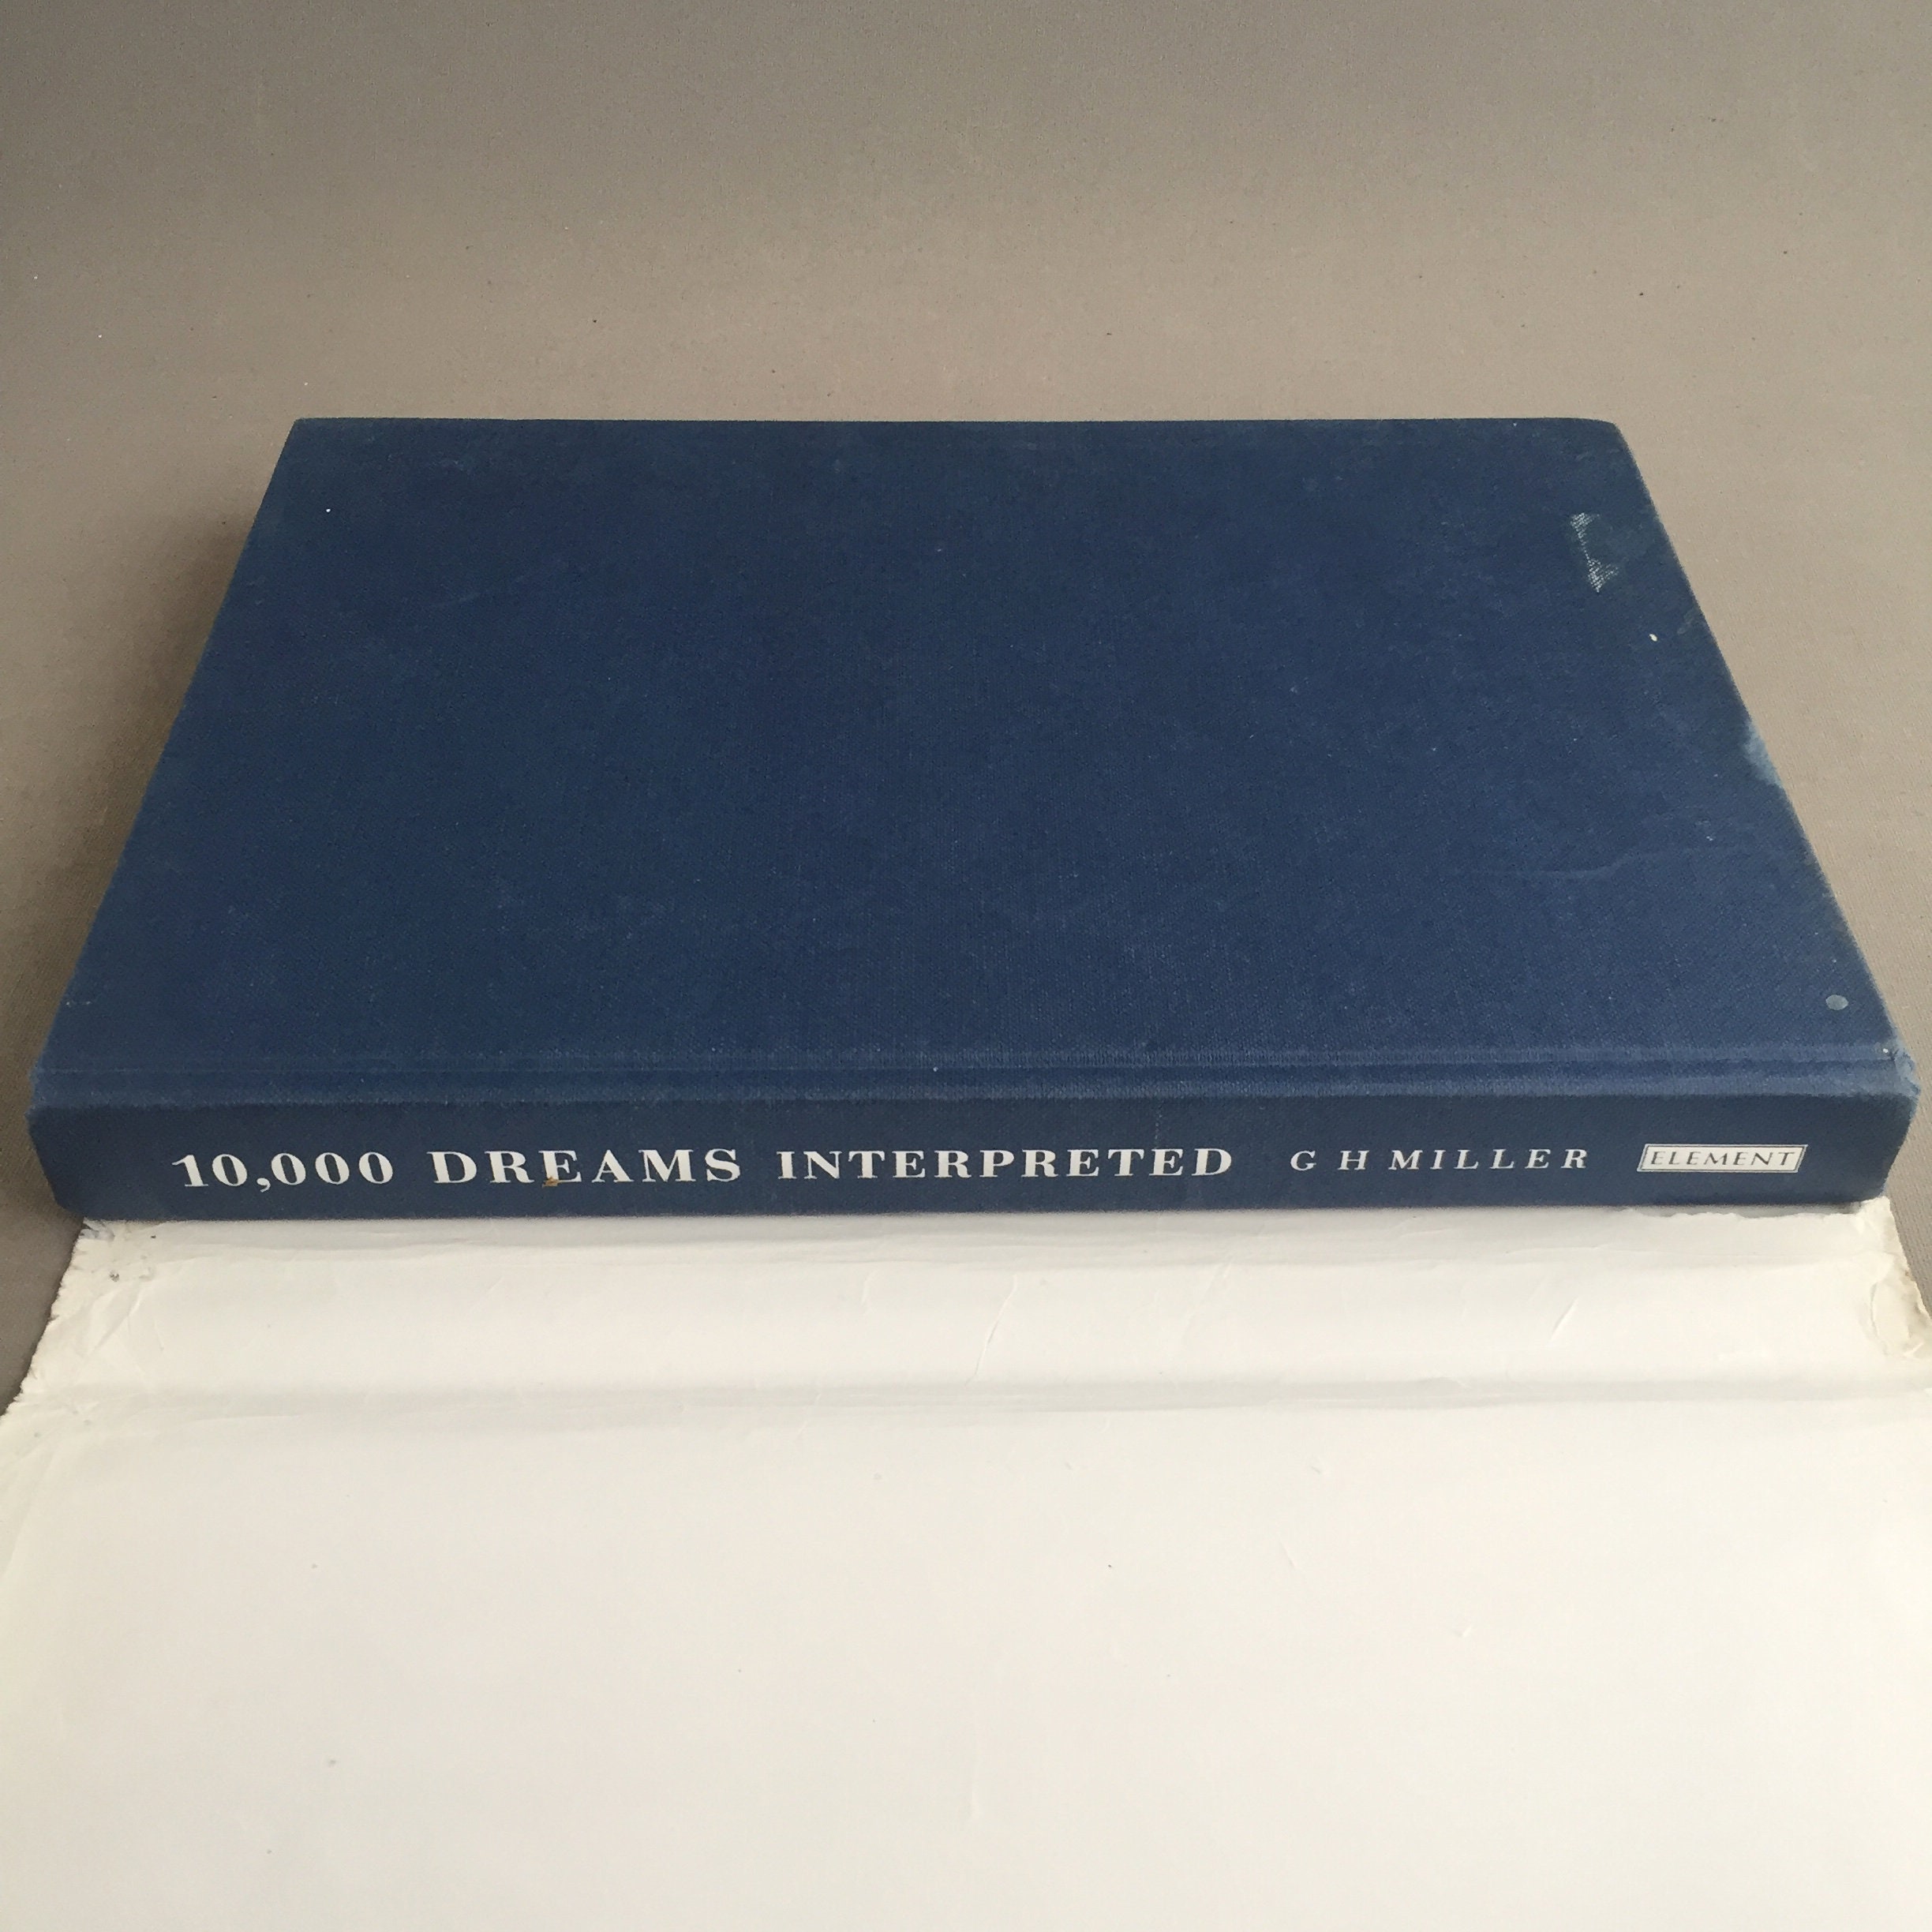 10,000 DREAMS INTERPRETED G H MILLER ELEMENT